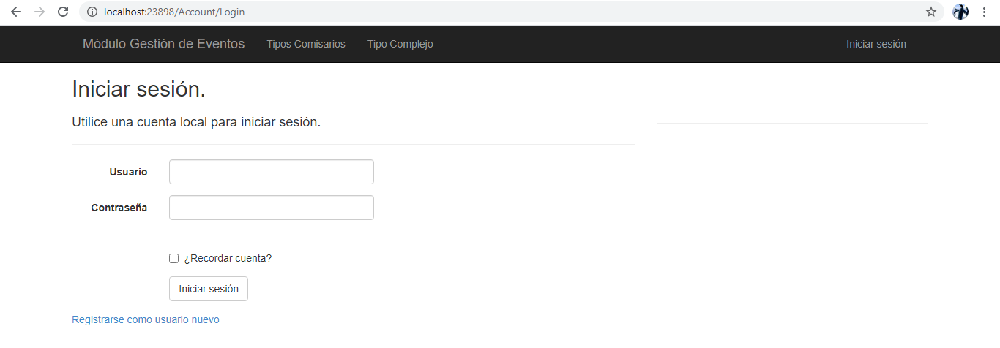 localhost:23898/Account/Login
Módulo Gestión de Eventos Tipos Comisarios Tipo Complejo Iniciar sesión
Iniciar sesión.
Utilice una cuenta local para iniciar sesión.
Usuario
Contraseña
¿Recordar cuenta?
Iniciar sesión
Registrarse como usuario nuevo